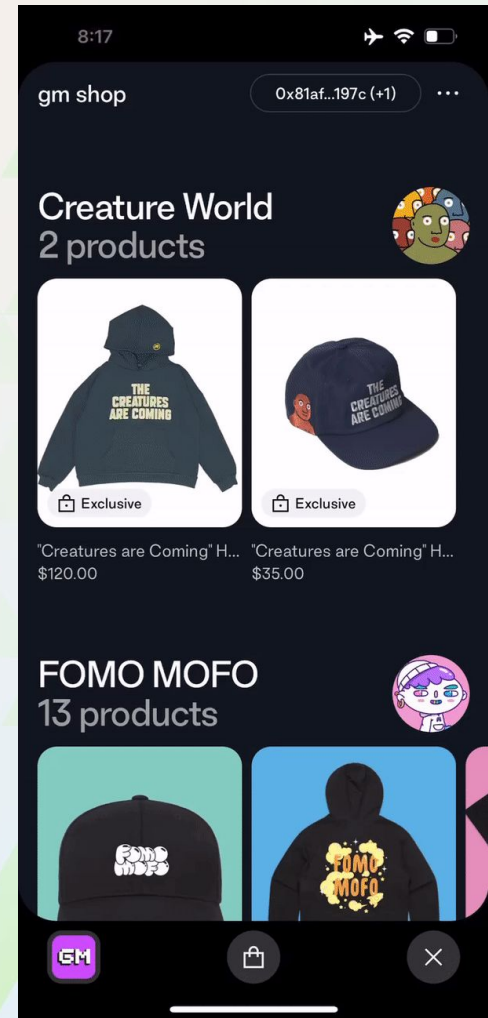 8:17
gm shop
0x81af...197c (+1)
Creature World
2 products
THE
CREATURES
ARE COMING
THE
CREATURES
ARE COMING
Exclusive
Exclusive
"Creatures are Coming" H...
"Creatures are Coming" H...
$120.00
$35.00
FOMO MOFO
13 products
FOMO
MOFO
FOMO
MOFO
GM